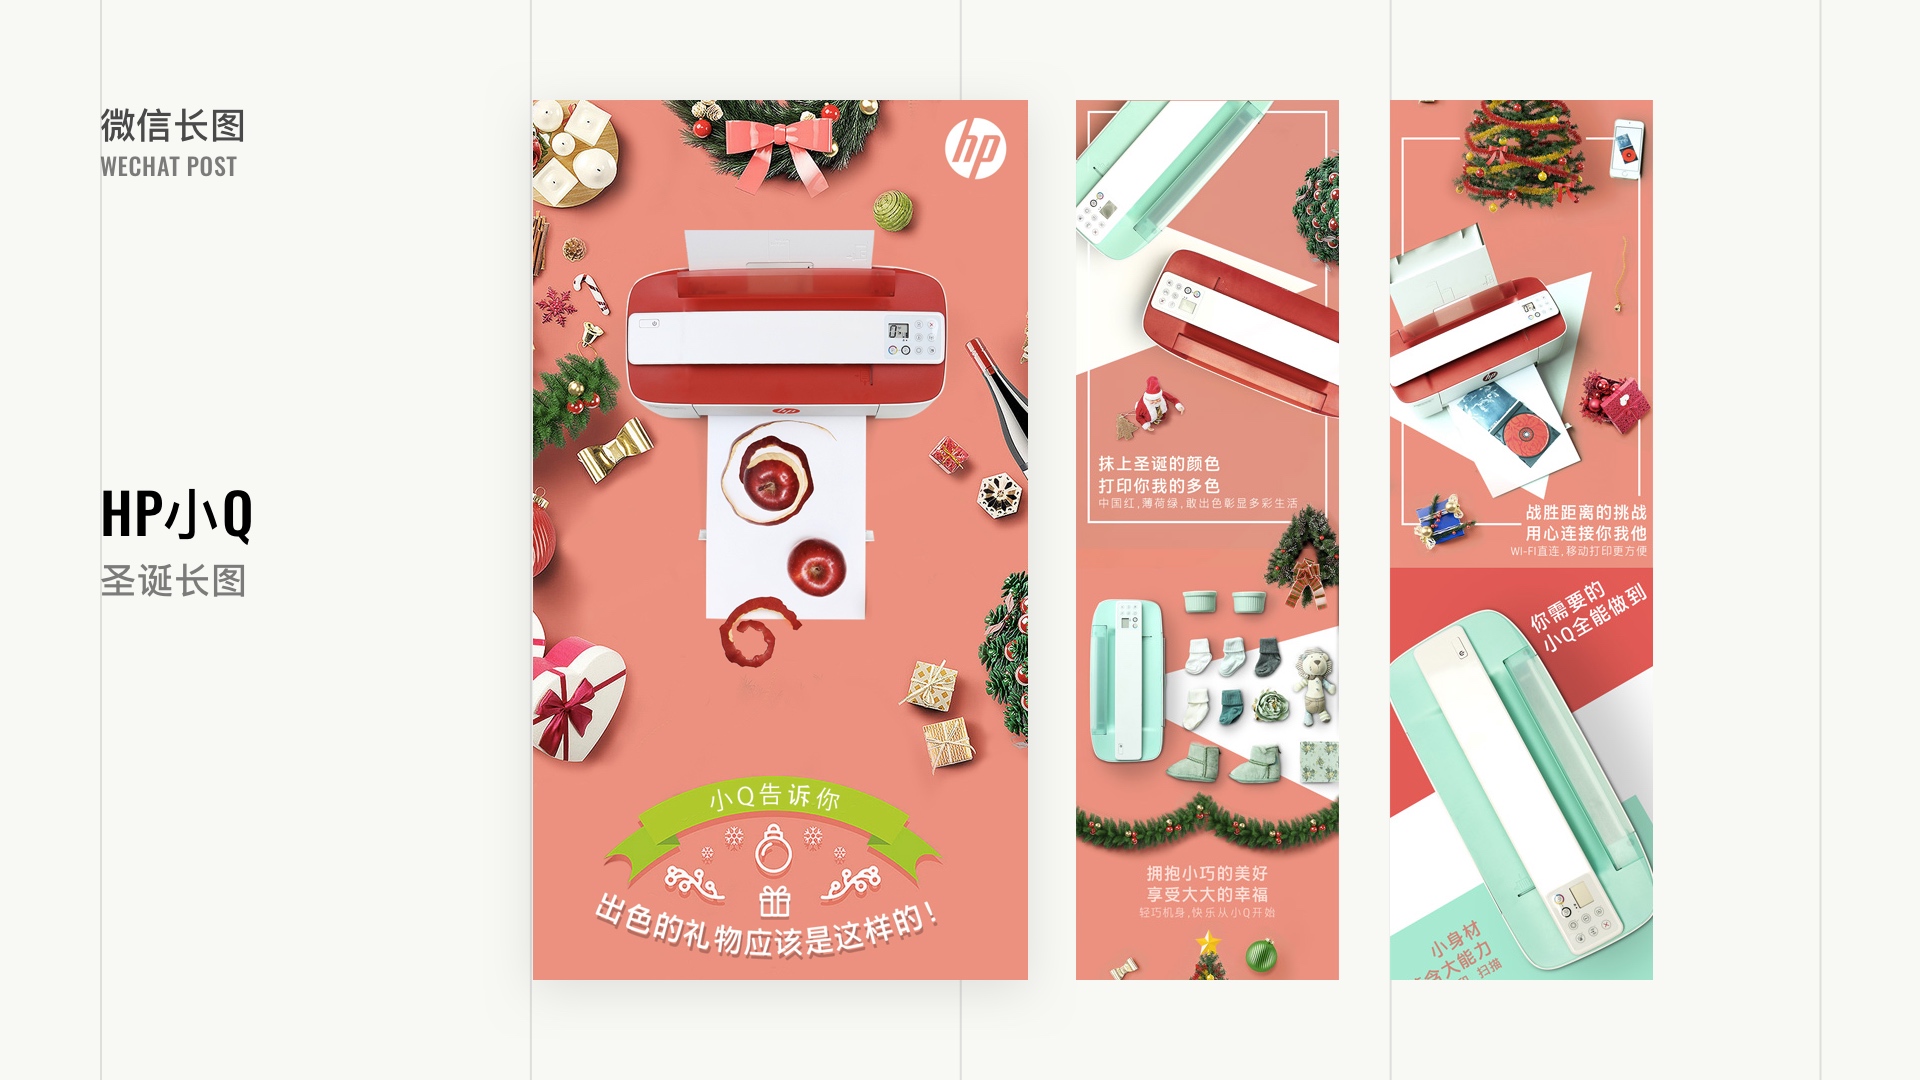 微信长图
WECHAT POST
HP小Q
圣诞长图
hp
hp
小Q告诉你
出色的礼物应该是这样的!
抹上圣诞的颜色
打印你我的多色
中国红,薄荷绿,敢出色彰显多彩生活
拥抱小巧的美好
享受大大的幸福
轻巧机身,快乐从小Q开始
hp
战胜距离的挑战
用心连接你我他
WI-FI直连,移动打印更方便
你需要的
小Q全能做到
小身材
含大能力
扫描